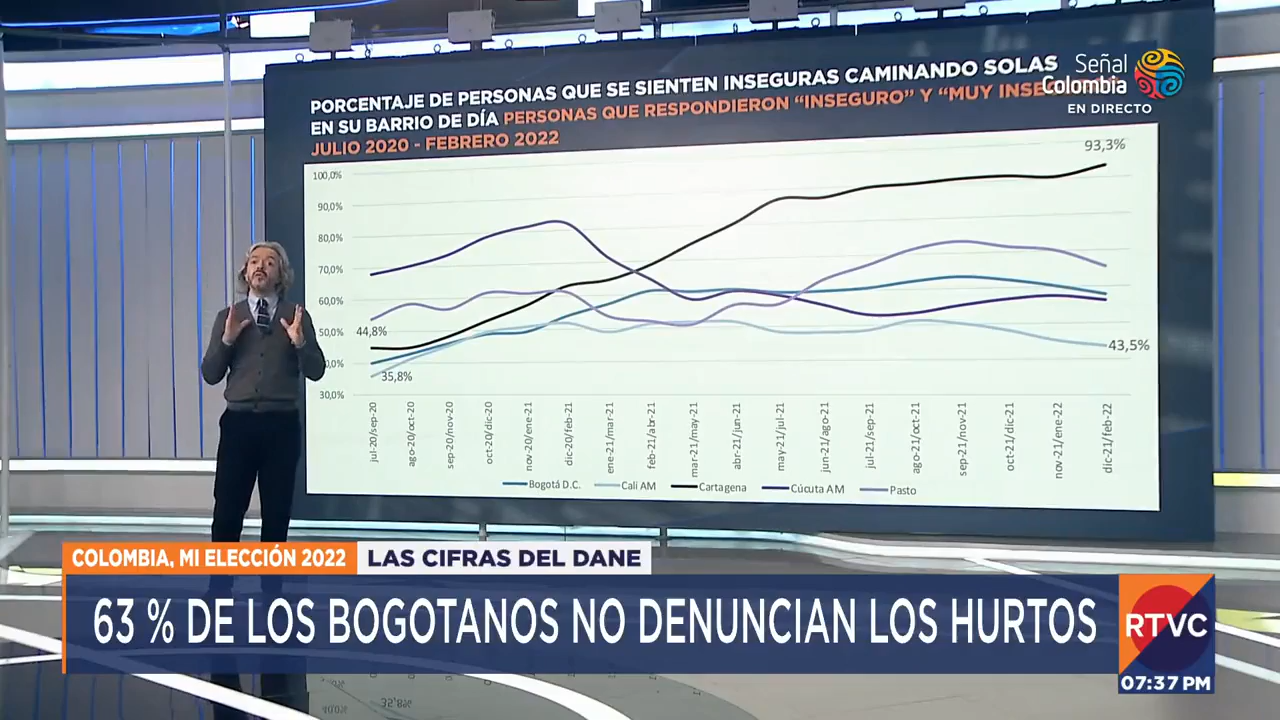 PORCENTAJE DE PERSONAS QUE SE SIENTEN INSEGURAS CAMINANDO SOLAS
EN SU BARRIO DE DÍA PERSONAS QUE RESPONDIERON “INSEGURO” Y “MUY
JULIO 2020 - FEBRERO 2022
Señal
Colombia
EN DIRECTO
93,3%
100,0%
90,0%
80,0%
70,0%
60,0%
50,0%
30,0%
44,8%
35,8%
43,5%
jul-20/sep-20
ago-20/oct-20
sep-20/nov-20
oct-20/dic-20
nov-20/ene-21
dic-20/feb-21
ene-21/mar-21
feb-21/abr-21
mar-21/may-21
abr-21/jun-21
may-21/jul-21
jun-21/ago-21
jul-21/sep-21
ago-21/oct-21
sep-21/nov-21
oct-21/dic-21
nov-21/ene-22
dic-21/feb-22
Bogotá D.C. Cali AM Cartagena Cúcuta AM Pasto
COLOMBIA, MI ELECCIÓN 2022 LAS CIFRAS DEL DANE
63 % DE LOS BOGOTANOS NO DENUNCIAN LOS HURTOS
RTVC
07:37 PM